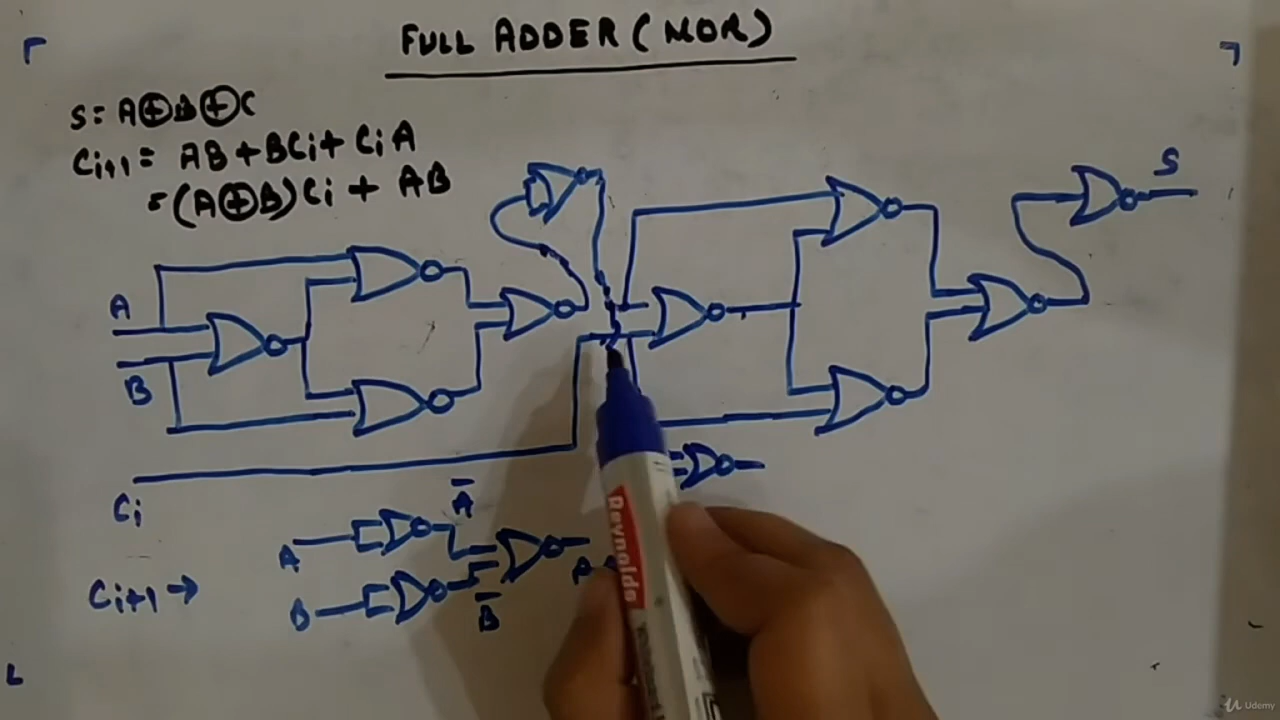 FULL ADDER (NOR)
S = A⊕B⊕C
Ci+1 = AB + BCi + CiA
= (A⊕B)Ci + AB
S
A
B
Ci
A̅
A
Ci+1 →
B
B̅
Reynolds
Udemy